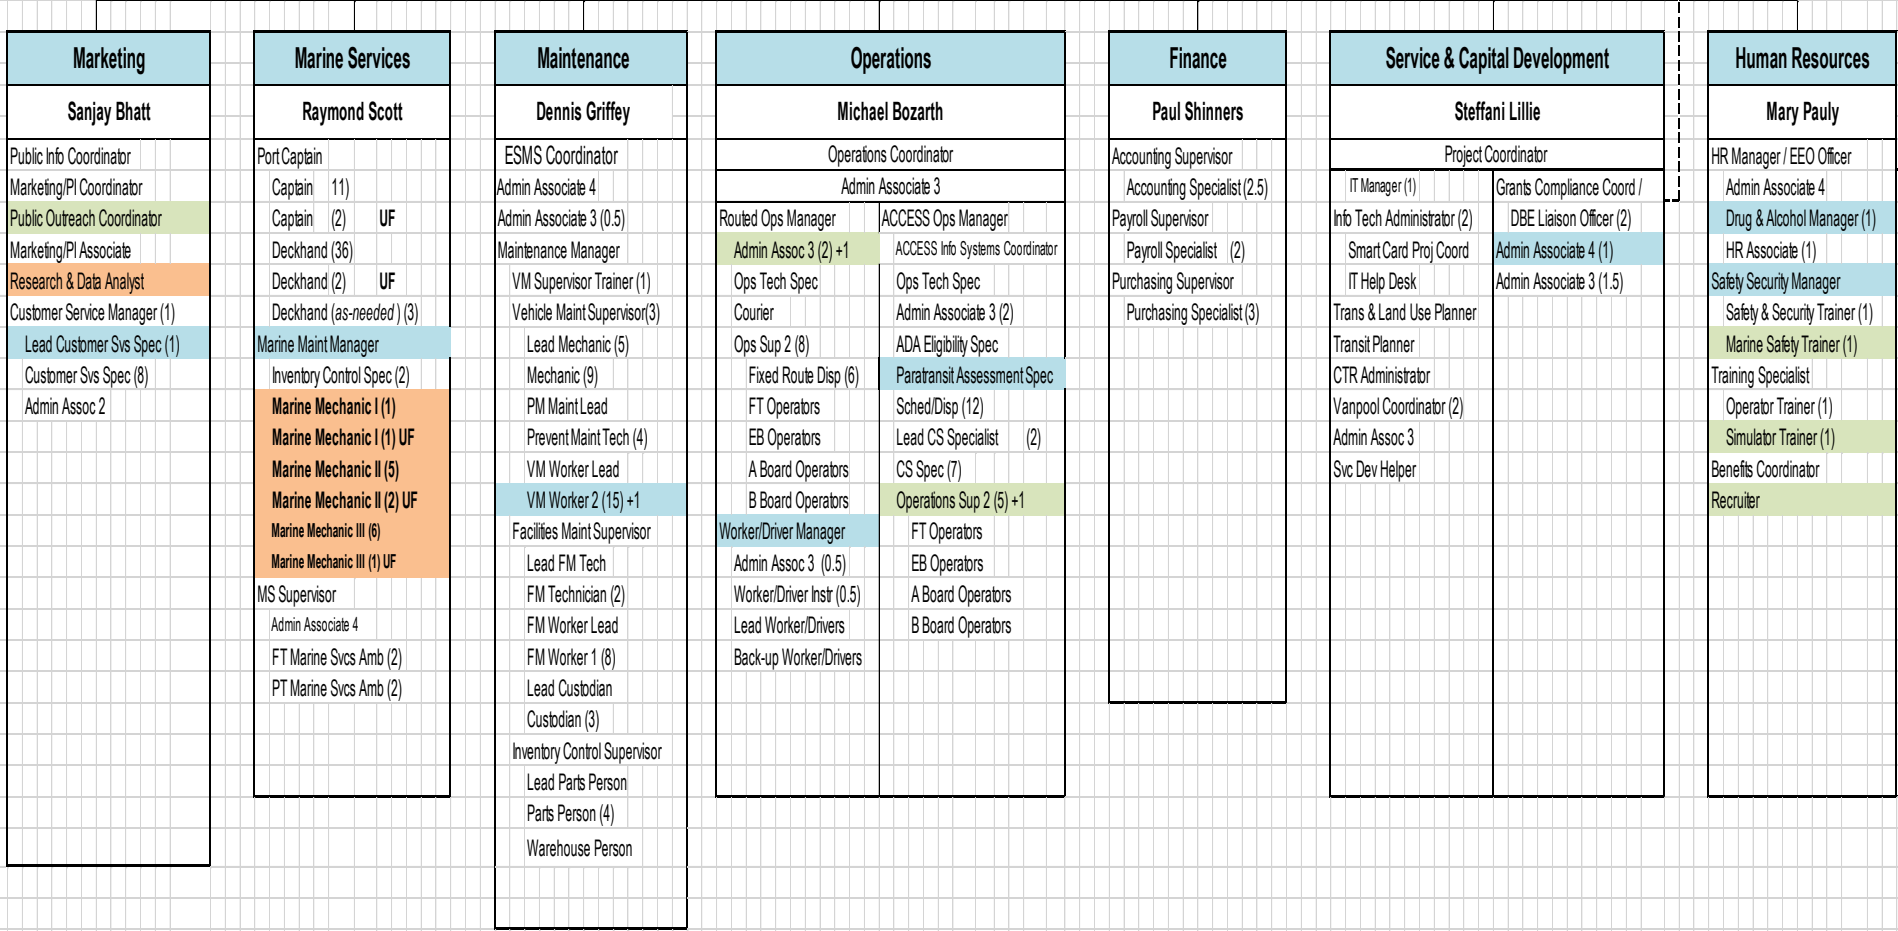 Marketing
Sanjay Bhatt
Public Info Coordinator
Marketing/PI Coordinator
Public Outreach Coordinator
Marketing/PI Associate
Research & Data Analyst
Customer Service Manager (1)
Lead Customer Svs Spec (1)
Customer Svs Spec (8)
Admin Assoc 2
Marine Services
Raymond Scott
Port Captain
Captain 11)
Captain (2) UF
Deckhand (36)
Deckhand (2) UF
Deckhand (as-needed ) (3)
Marine Maint Manager
Inventory Control Spec (2)
Marine Mechanic I (1)
Marine Mechanic I (1) UF
Marine Mechanic II (5)
Marine Mechanic II (2) UF
Marine Mechanic III (6)
Marine Mechanic III (1) UF
MS Supervisor
Admin Associate 4
FT Marine Svcs Amb (2)
PT Marine Svcs Amb (2)
Maintenance
Dennis Griffey
ESMS Coordinator
Admin Associate 4
Admin Associate 3 (0.5)
Maintenance Manager
VM Supervisor Trainer (1)
Vehicle Maint Supervisor(3)
Lead Mechanic (5)
Mechanic (9)
PM Maint Lead
Prevent Maint Tech (4)
VM Worker Lead
VM Worker 2 (15) +1
Facilities Maint Supervisor
Lead FM Tech
FM Technician (2)
FM Worker Lead
FM Worker 1 (8)
Lead Custodian
Custodian (3)
Inventory Control Supervisor
Lead Parts Person
Parts Person (4)
Warehouse Person
Operations
Michael Bozarth
Operations Coordinator
Admin Associate 3
Routed Ops Manager
Admin Assoc 3 (2) +1
Ops Tech Spec
Courier
Ops Sup 2 (8)
Fixed Route Disp (6)
FT Operators
EB Operators
A Board Operators
B Board Operators
Worker/Driver Manager
Admin Assoc 3 (0.5)
Worker/Driver Instr (0.5)
Lead Worker/Drivers
Back-up Worker/Drivers
ACCESS Ops Manager
ACCESS Info Systems Coordinator
Ops Tech Spec
Admin Associate 3 (2)
ADA Eligibility Spec
Paratransit Assessment Spec
Sched/Disp (12)
Lead CS Specialist (2)
CS Spec (7)
Operations Sup 2 (5) +1
FT Operators
EB Operators
A Board Operators
B Board Operators
Finance
Paul Shinners
Accounting Supervisor
Accounting Specialist (2.5)
Payroll Supervisor
Payroll Specialist (2)
Purchasing Supervisor
Purchasing Specialist (3)
Service & Capital Development
Steffani Lillie
Project Coordinator
IT Manager (1)
Info Tech Administrator (2)
Smart Card Proj Coord
IT Help Desk
Trans & Land Use Planner
Transit Planner
CTR Administrator
Vanpool Coordinator (2)
Admin Assoc 3
Svc Dev Helper
Grants Compliance Coord /
DBE Liaison Officer (2)
Admin Associate 4 (1)
Admin Associate 3 (1.5)
Human Resources
Mary Pauly
HR Manager / EEO Officer
Admin Associate 4
Drug & Alcohol Manager (1)
HR Associate (1)
Safety Security Manager
Safety & Security Trainer (1)
Marine Safety Trainer (1)
Training Specialist
Operator Trainer (1)
Simulator Trainer (1)
Benefits Coordinator
Recruiter